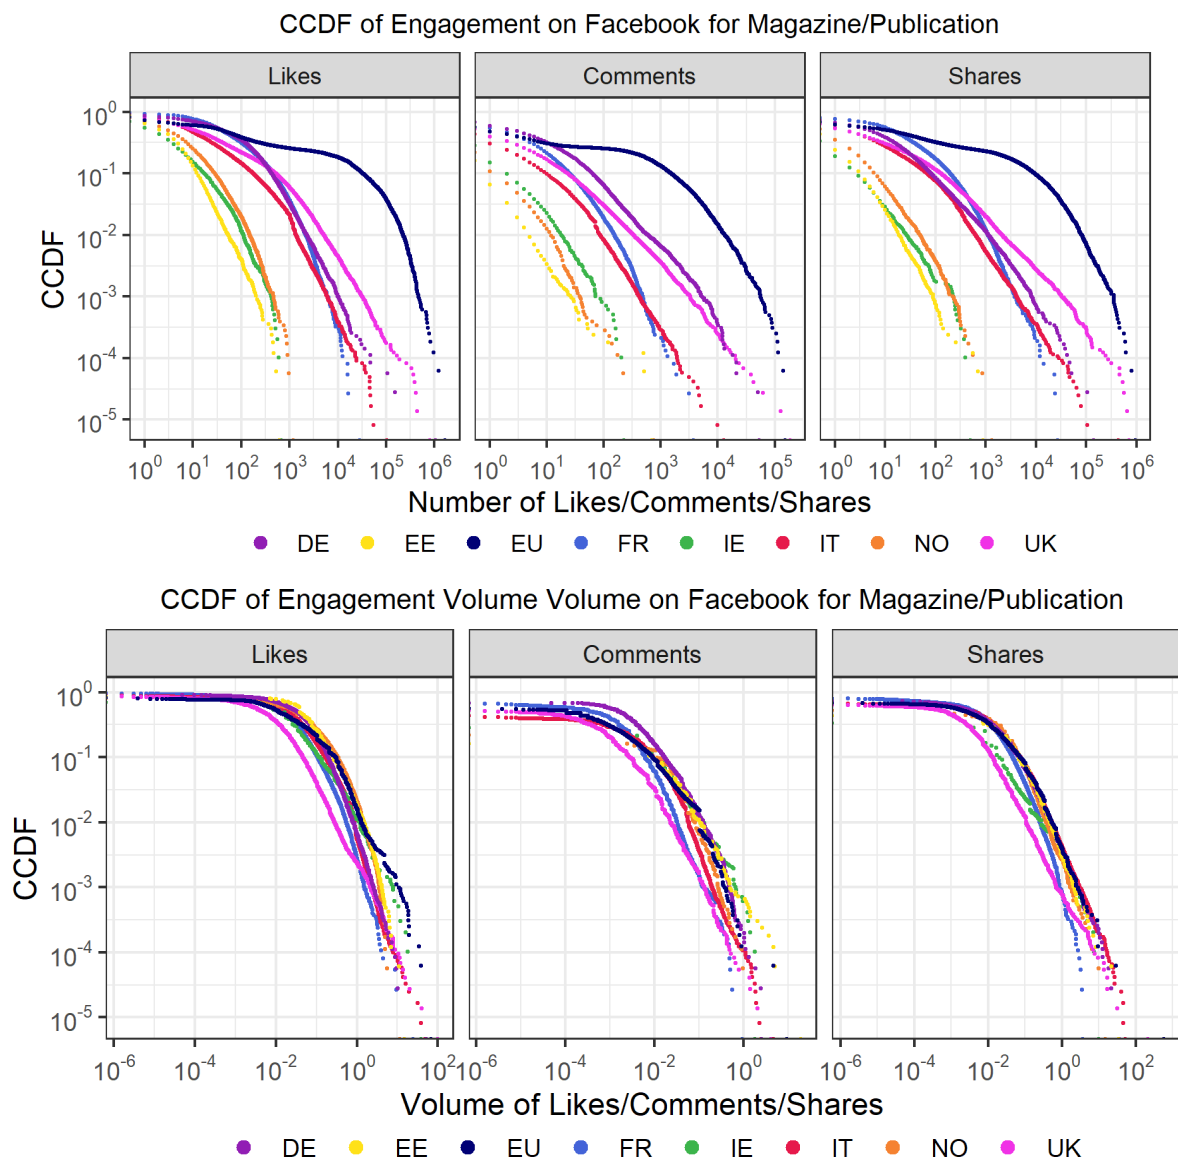 CCDF of Engagement on Facebook for Magazine/Publication
Likes Comments Shares
10^0
10^-1
10^-2
10^-3
10^-4
10^-5
CCDF
10^0 10^1 10^2 10^3 10^4 10^5 10^6 10^0 10^1 10^2 10^3 10^4 10^5 10^0 10^1 10^2 10^3 10^4 10^5 10^6
Number of Likes/Comments/Shares
DE EE EU FR IE IT NO UK
CCDF of Engagement Volume Volume on Facebook for Magazine/Publication
Likes Comments Shares
10^0
10^-1
10^-2
10^-3
10^-4
10^-5
CCDF
10^-6 10^-4 10^-2 10^0 10^2 10^-6 10^-4 10^-2 10^0 10^-6 10^-4 10^-2 10^0 10^2
Volume of Likes/Comments/Shares
DE EE EU FR IE IT NO UK